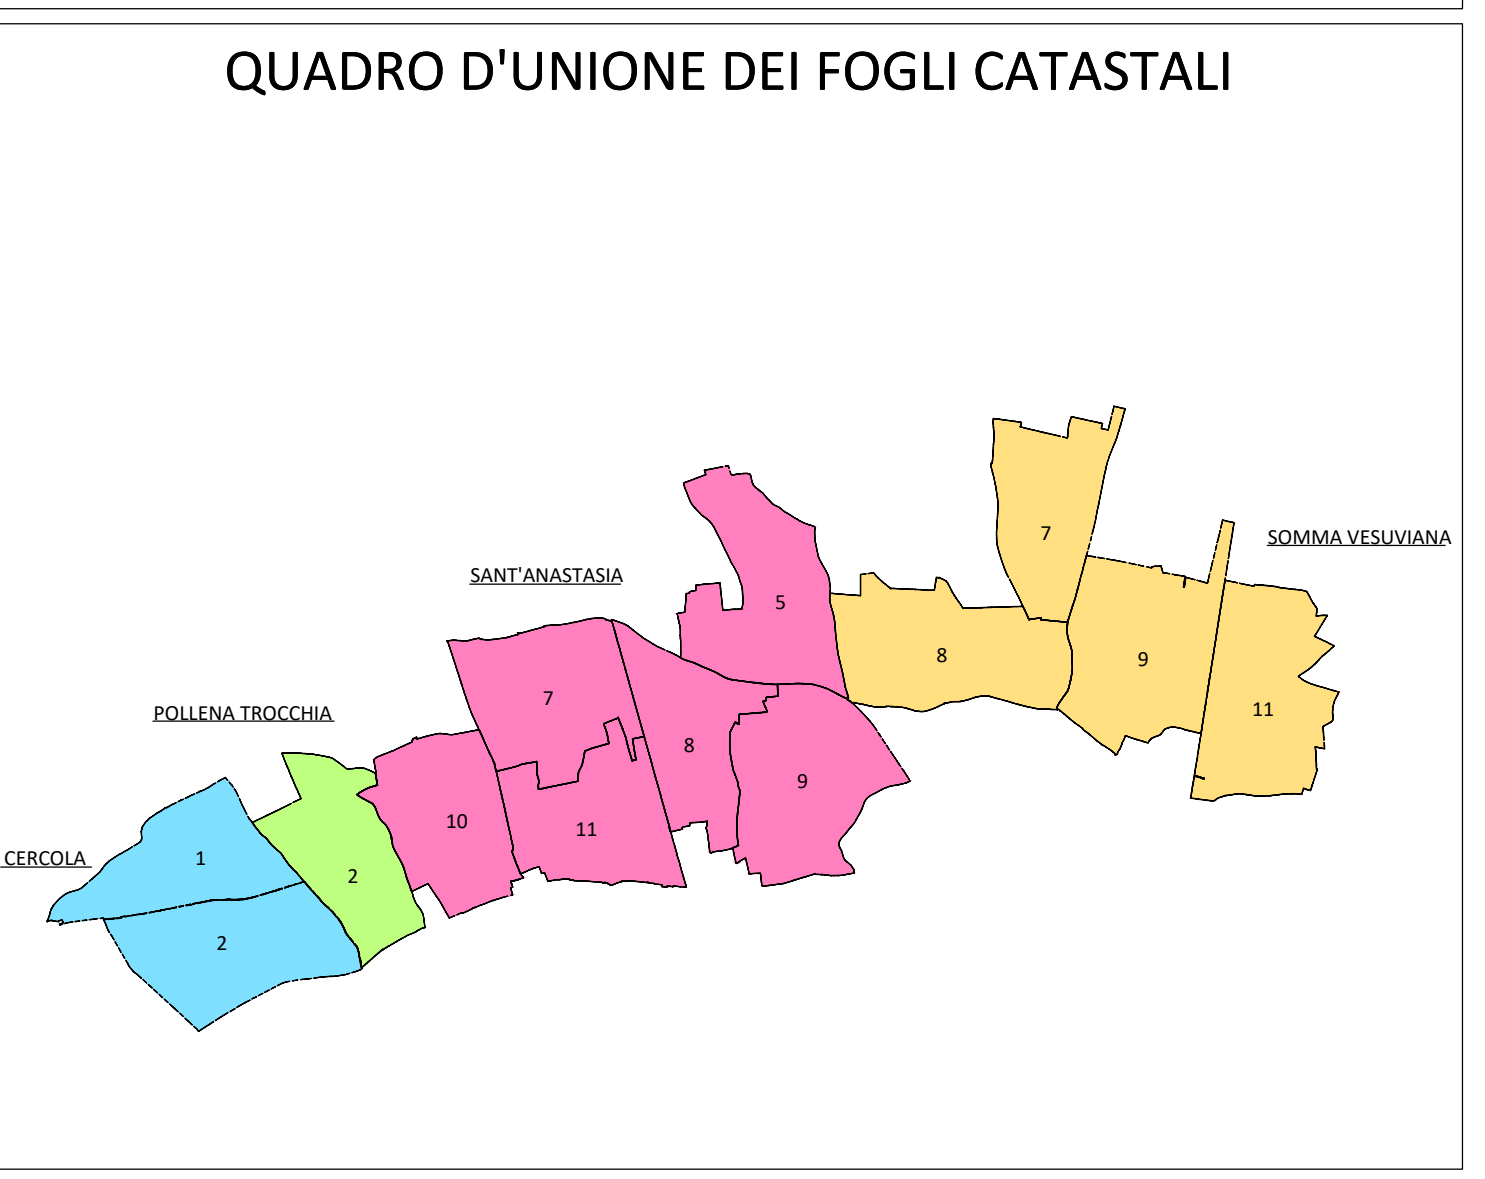 QUADRO D'UNIONE DEI FOGLI CATASTALI
7
SOMMA VESUVIANA
SANT'ANASTASIA
5
8
9
7
11
POLLENA TROCCHIA
8
9
10
11
CERCOLA
1
2
2